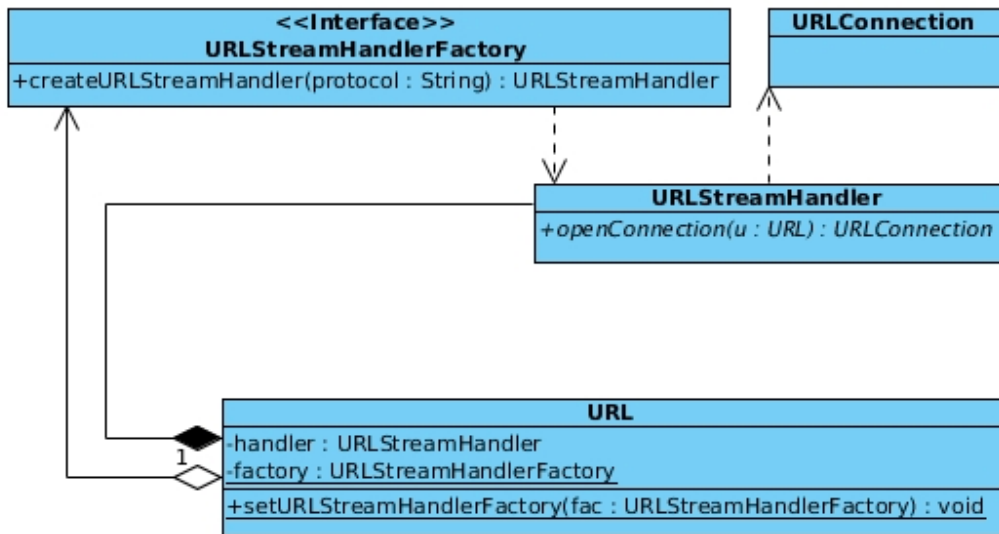 <<Interface>>
URLStreamHandlerFactory
+createURLStreamHandler(protocol : String) : URLStreamHandler
URLConnection
URLStreamHandler
+openConnection(u : URL) : URLConnection
URL
-handler : URLStreamHandler
1
-factory : URLStreamHandlerFactory
+setURLStreamHandlerFactory(fac : URLStreamHandlerFactory) : void